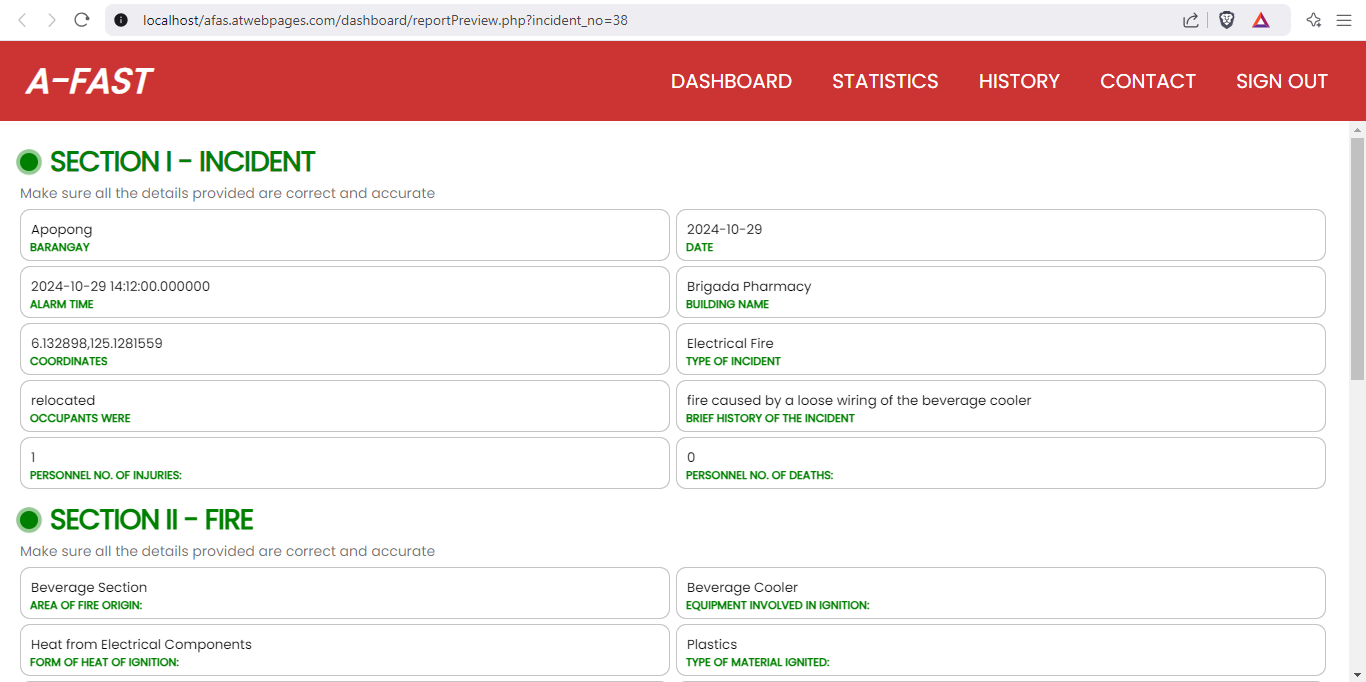 localhost/afas.atwebpages.com/dashboard/reportPreview.php?incident_no=38
A-FAST
DASHBOARD STATISTICS HISTORY CONTACT SIGN OUT
SECTION I - INCIDENT
Make sure all the details provided are correct and accurate
Apopong
BARANGAY
2024-10-29
DATE
2024-10-29 14:12:00.000000
ALARM TIME
Brigada Pharmacy
BUILDING NAME
6.132898,125.1281559
COORDINATES
Electrical Fire
TYPE OF INCIDENT
relocated
OCCUPANTS WERE
fire caused by a loose wiring of the beverage cooler
BRIEF HISTORY OF THE INCIDENT
1
PERSONNEL NO. OF INJURIES:
0
PERSONNEL NO. OF DEATHS:
SECTION II - FIRE
Make sure all the details provided are correct and accurate
Beverage Section
AREA OF FIRE ORIGIN:
Beverage Cooler
EQUIPMENT INVOLVED IN IGNITION:
Heat from Electrical Components
FORM OF HEAT OF IGNITION:
Plastics
TYPE OF MATERIAL IGNITED: